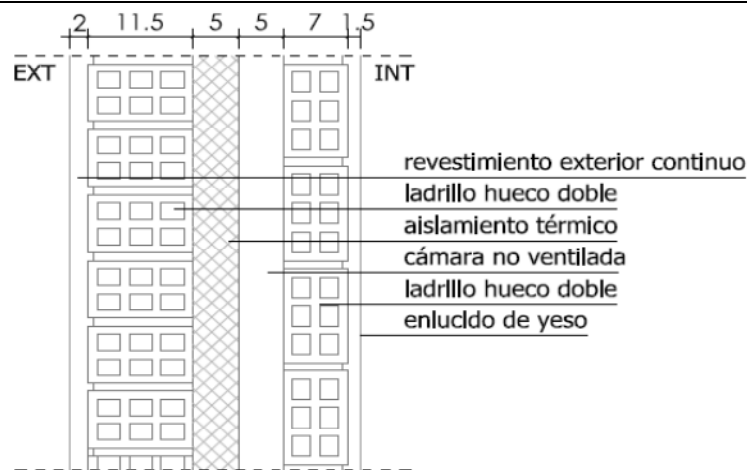 2 11.5 5 5 7 1.5
EXT INT
revestimiento exterior continuo
ladrillo hueco doble
aislamiento térmico
cámara no ventilada
ladrillo hueco doble
enlucido de yeso